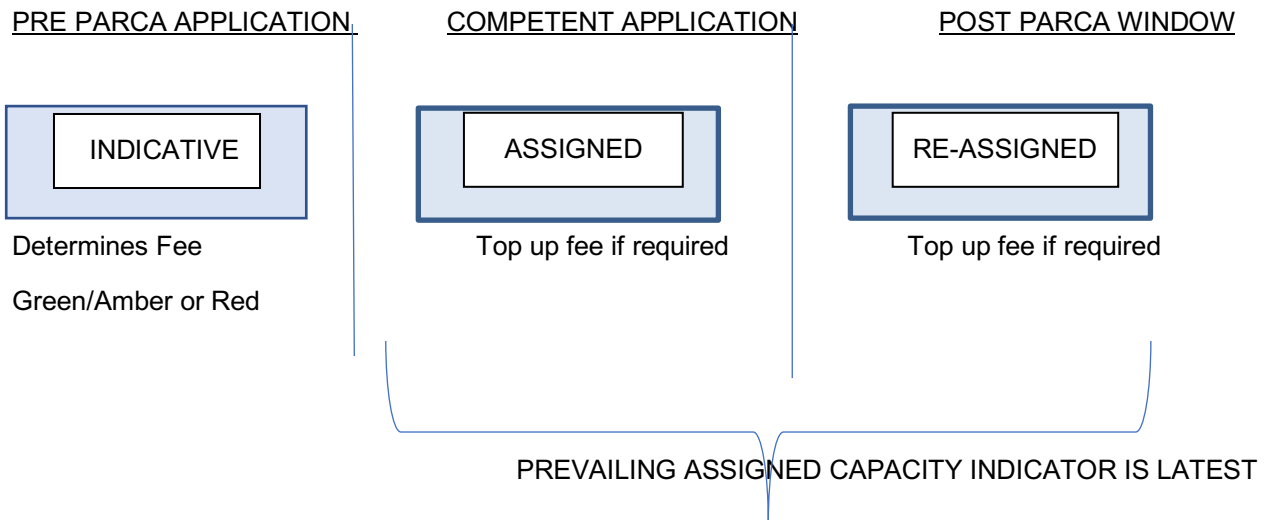 PRE PARCA APPLICATION COMPETENT APPLICATION POST PARCA WINDOW
INDICATIVE ASSIGNED RE-ASSIGNED
Determines Fee Top up fee if required Top up fee if required
Green/Amber or Red
PREVAILING ASSIGNED CAPACITY INDICATOR IS LATEST